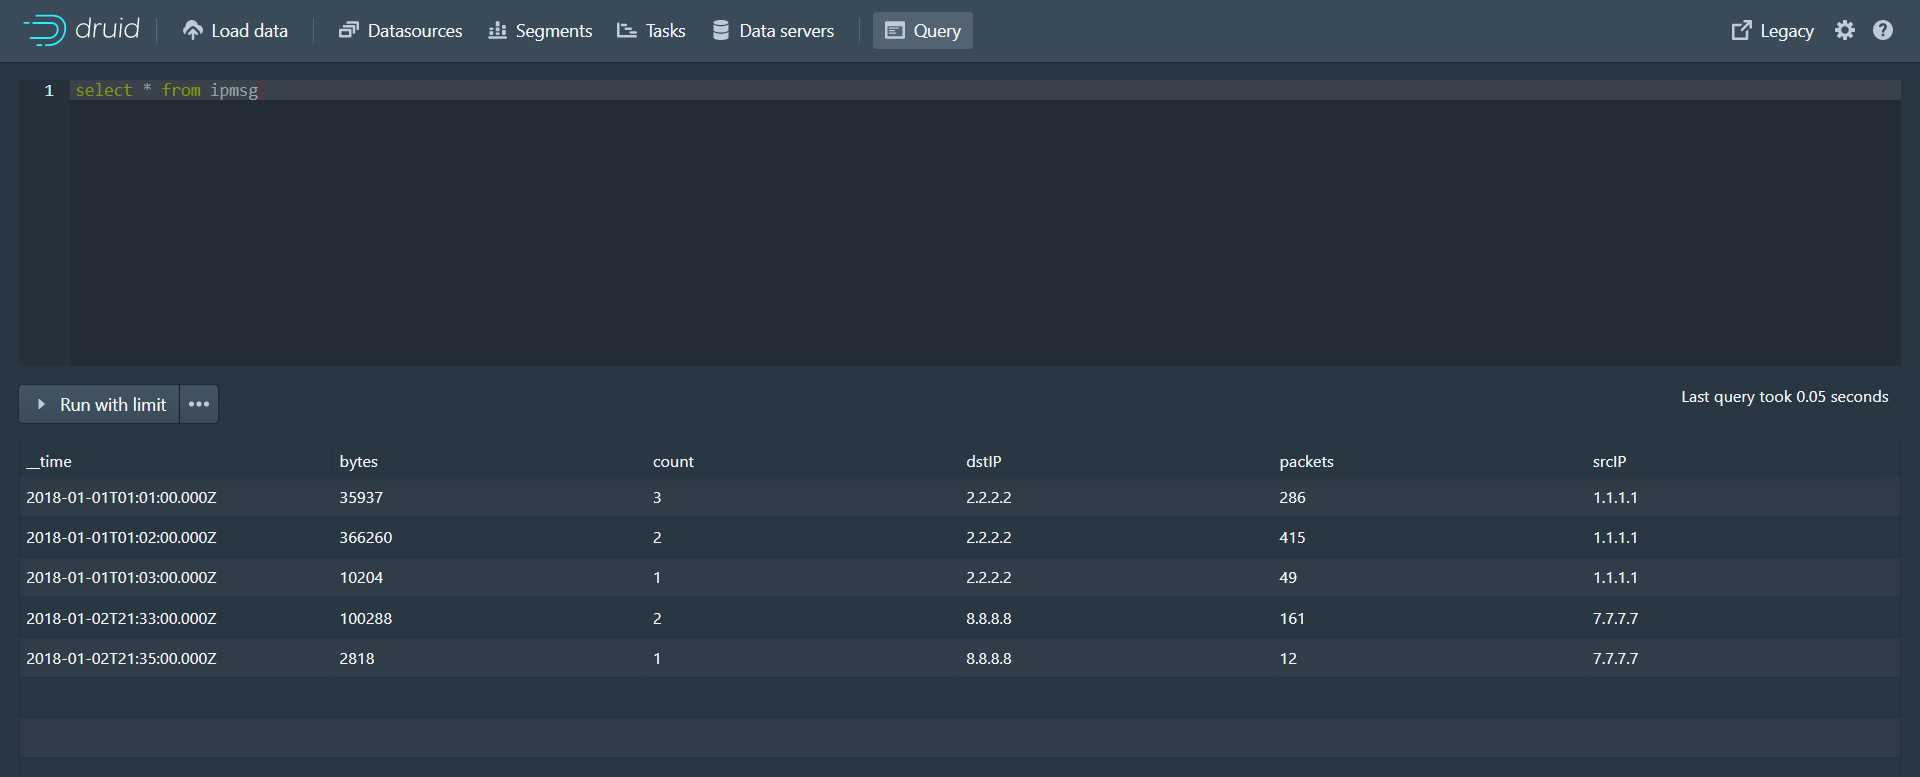 druid Load data Datasources Segments Tasks Data servers Query Legacy
1 select * from ipmsg
Run with limit Last query took 0.05 seconds
__time bytes count dstIP packets srcIP
2018-01-01T01:01:00.000Z 35937 3 2.2.2.2 286 1.1.1.1
2018-01-01T01:02:00.000Z 366260 2 2.2.2.2 415 1.1.1.1
2018-01-01T01:03:00.000Z 10204 1 2.2.2.2 49 1.1.1.1
2018-01-02T21:33:00.000Z 100288 2 8.8.8.8 161 7.7.7.7
2018-01-02T21:35:00.000Z 2818 1 8.8.8.8 12 7.7.7.7